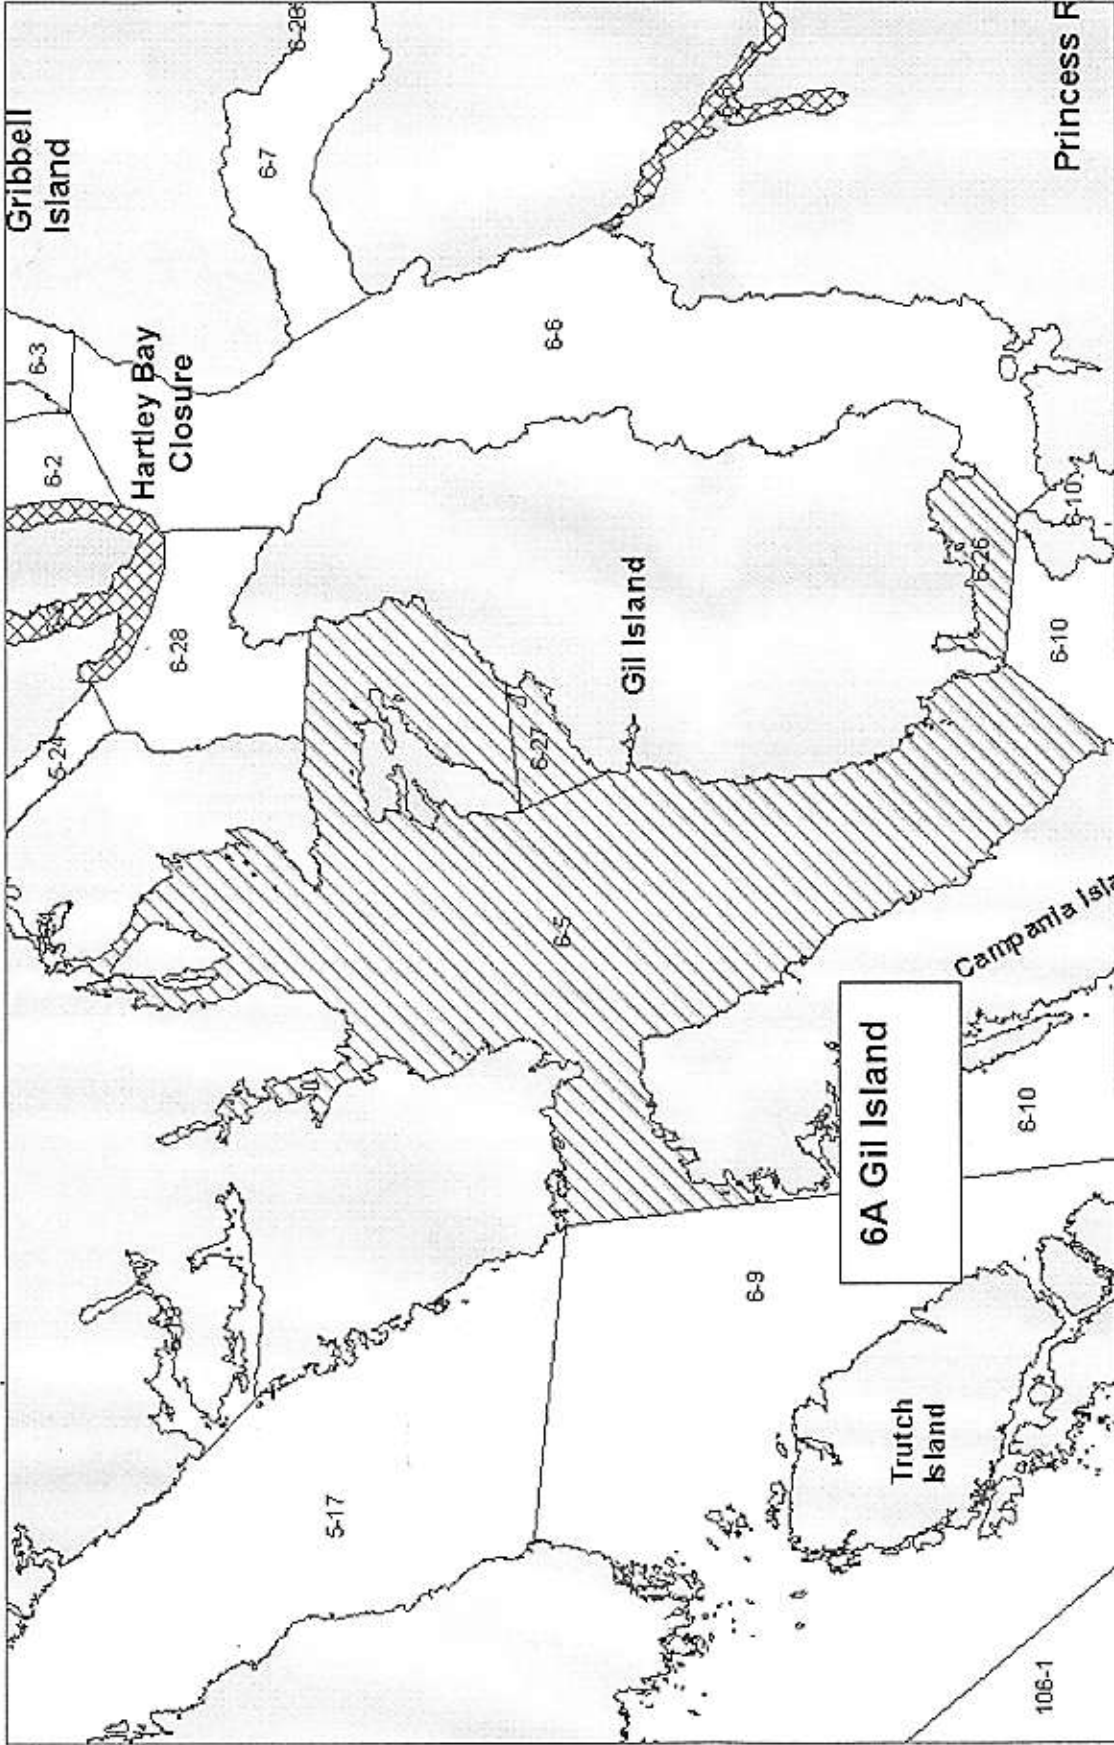 Gribbell
Island
6-28
Princess R
6-7
6-3
Hartley Bay
Closure
6-2
6-6
6-28
6-26
6-10
6-10
Gil Island
6-27
5-24
6-5
Campania Isla
6A Gil Island
6-10
6-9
Trutch
Island
5-17
106-1